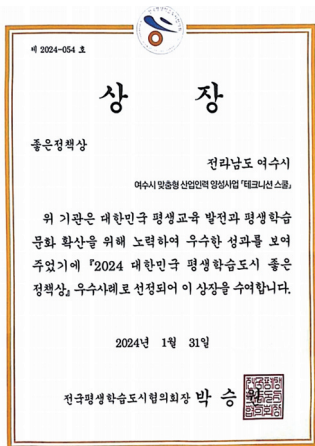 제 2024-054 호
상 장
좋은정책상
전라남도 여수시
여수시 맞춤형 산업인력 양성사업 『테크니션 스쿨』
위 기관은 대한민국 평생교육 발전과 평생학습
문화 확산을 위해 노력하여 우수한 성과를 보여
주었기에 『2024 대한민국 평생학습도시 좋은
정책상』 우수사례로 선정되어 이 상장을 수여합니다.
2024년 1월 31일
전국평생학습도시협의회장 박 승 원